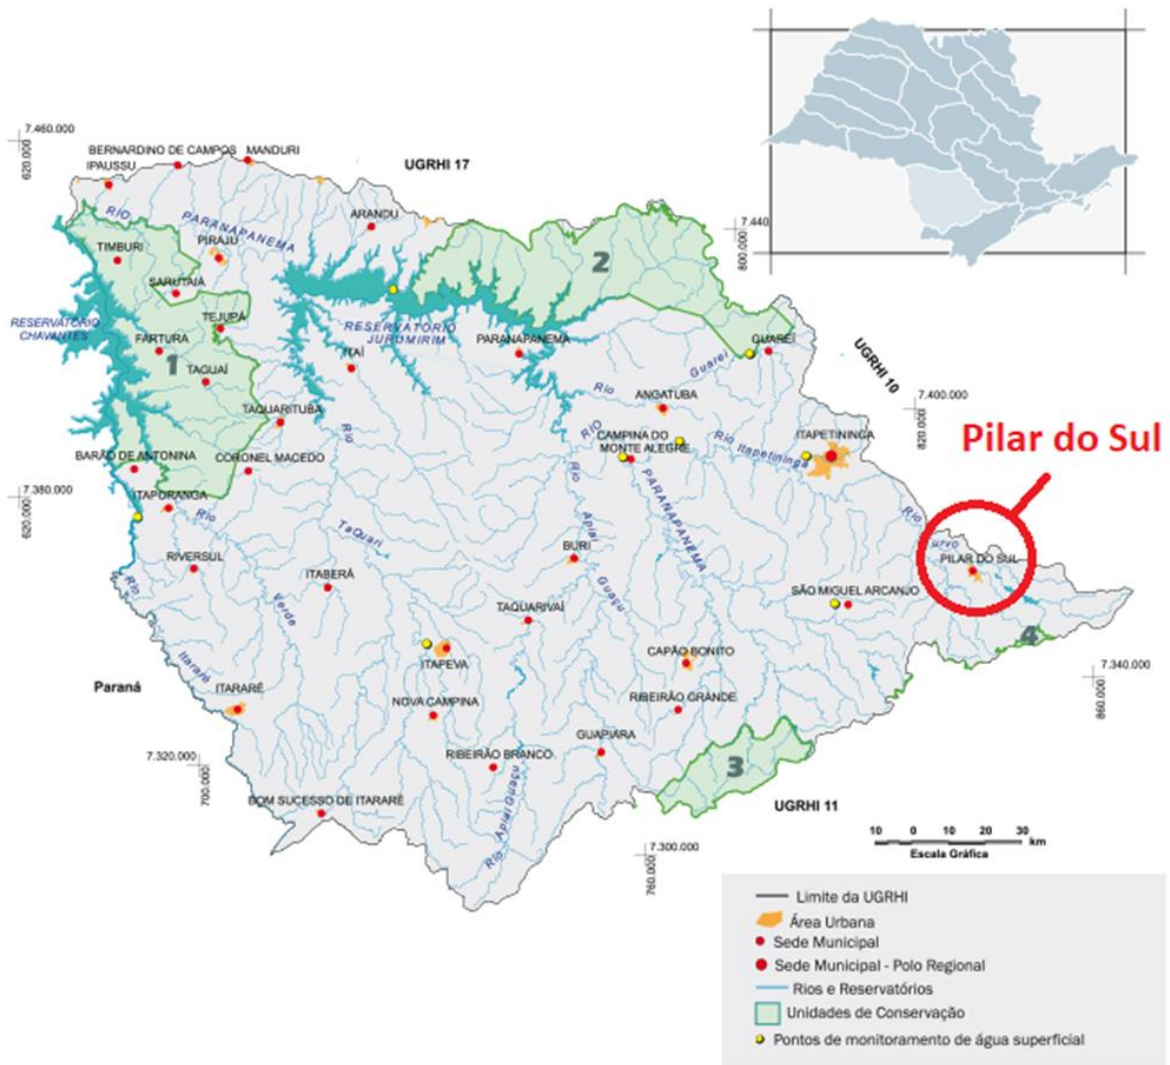 7.460.000
620.000
BERNARDINO DE CAMPOS
MANDURI
IPAUSSU
UGRHI 17
RIO
PARANAPANEMA
ARANDU
7.440
800.000
TIMBURI
PIRAJU
2
SARUTAIÁ
RESERVATÓRIO
CHAVANTES
TEJUPÁ
RESERVATÓRIO
JURUMIRIM
FARTURA
1
ITAÍ
PARANAPANEMA
GUAREÍ
UGRHI 10
TAGUAÍ
Rio
Guareí
ANGATUBA
7.400.000
820.000
TAQUARITUBA
Rio
RIO
CAMPINA DO
MONTE ALEGRE
Rio Itapetininga
ITAPETININGA
Pilar do Sul
BARÃO DE ANTONINA
CORONEL MACEDO
7.380.000
620.000
ITAPORANGA
Rio
Rio
PARANAPANEMA
Rio
Apiaí
TaQuari
urvo
RIVERSUL
BURI
PILAR DO SUL
Rio
ITABERÁ
Verde
Guaçu
TAQUARIVAÍ
SÃO MIGUEL ARCANJO
4
Itararé
Paraná
ITAPEVA
CAPÃO BONITO
7.340.000
860.000
ITARARÉ
NOVA CAMPINA
RIBEIRÃO GRANDE
GUAPIARA
7.320.000
700.000
RIBEIRÃO BRANCO
3
Rio Apiaí Guaçu
BOM SUCESSO DE ITARARÉ
UGRHI 11
7.300.000
760.000
10 0 10 20 30
km
Escala Gráfica
Limite da UGRHI
Área Urbana
Sede Municipal
Sede Municipal - Polo Regional
Rios e Reservatórios
Unidades de Conservação
Pontos de monitoramento de água superficial